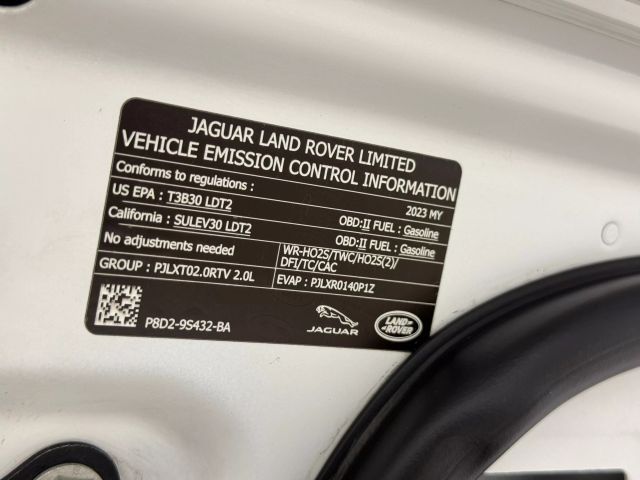 JAGUAR LAND ROVER LIMITED
VEHICLE EMISSION CONTROL INFORMATION
Conforms to regulations : 2023 MY
US EPA : T3B30 LDT2 OBD:II FUEL : Gasoline
California : SULEV30 LDT2 OBD:II FUEL : Gasoline
No adjustments needed
WR-HO2S/TWC/HO2S(2)/
DFI/TC/CAC
GROUP : PJLXT02.0RTV 2.0L
EVAP : PJLXR0140P1Z
P8D2-9S432-BA
JAGUAR
LAND
ROVER